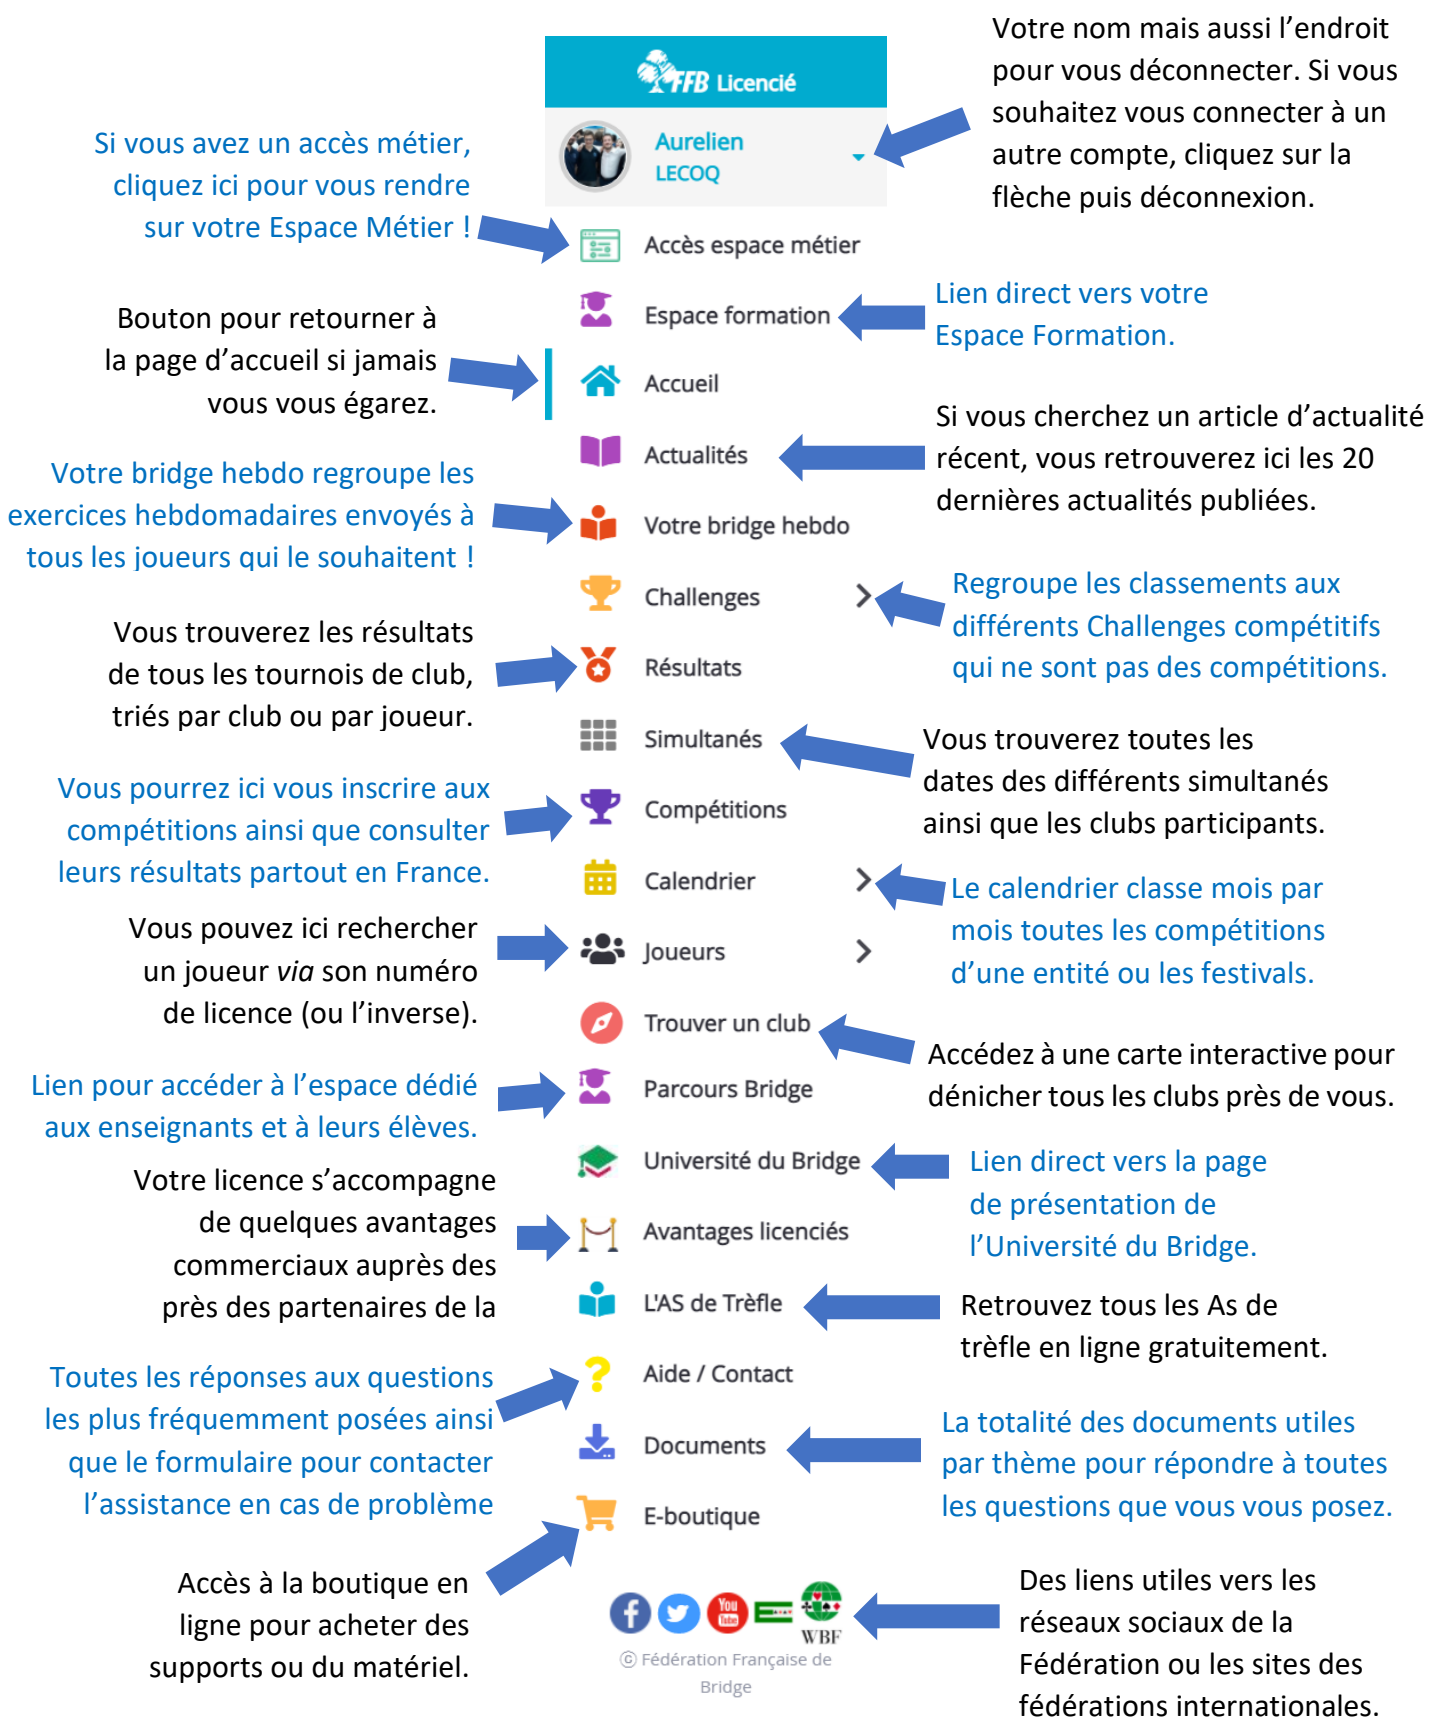 Votre nom mais aussi l’endroit
pour vous déconnecter. Si vous
souhaitez vous connecter à un
autre compte, cliquez sur la
flèche puis déconnexion.
FFB Licencié
Aurelien
LECOQ
Si vous avez un accès métier,
cliquez ici pour vous rendre
sur votre Espace Métier !
Accès espace métier
Espace formation
Lien direct vers votre
Espace Formation.
Bouton pour retourner à
la page d’accueil si jamais
vous vous égarez.
Accueil
Actualités
Si vous cherchez un article d’actualité
récent, vous retrouverez ici les 20
dernières actualités publiées.
Votre bridge hebdo regroupe les
exercices hebdomadaires envoyés à
tous les joueurs qui le souhaitent !
Votre bridge hebdo
Challenges
Regroupe les classements aux
différents Challenges compétitifs
qui ne sont pas des compétitions.
Vous trouverez les résultats
de tous les tournois de club,
triés par club ou par joueur.
Résultats
Simultanés
Vous trouverez toutes les
dates des différents simultanés
ainsi que les clubs participants.
Vous pourrez ici vous inscrire aux
compétitions ainsi que consulter
leurs résultats partout en France.
Compétitions
Calendrier
Le calendrier classe mois par
mois toutes les compétitions
d’une entité ou les festivals.
Vous pouvez ici rechercher
un joueur via son numéro
de licence (ou l’inverse).
Joueurs
Trouver un club
Accédez à une carte interactive pour
dénicher tous les clubs près de vous.
Lien pour accéder à l’espace dédié
aux enseignants et à leurs élèves.
Parcours Bridge
Université du Bridge
Lien direct vers la page
de présentation de
l’Université du Bridge.
Votre licence s’accompagne
de quelques avantages
commerciaux auprès des
près des partenaires de la
Avantages licenciés
L'AS de Trèfle
Retrouvez tous les As de
trèfle en ligne gratuitement.
Toutes les réponses aux questions
les plus fréquemment posées ainsi
que le formulaire pour contacter
l’assistance en cas de problème
Aide / Contact
Documents
La totalité des documents utiles
par thème pour répondre à toutes
les questions que vous vous posez.
E-boutique
Accès à la boutique en
ligne pour acheter des
supports ou du matériel.
You
Tube
WBF
Des liens utiles vers les
réseaux sociaux de la
Fédération ou les sites des
fédérations internationales.
© Fédération Française de
Bridge